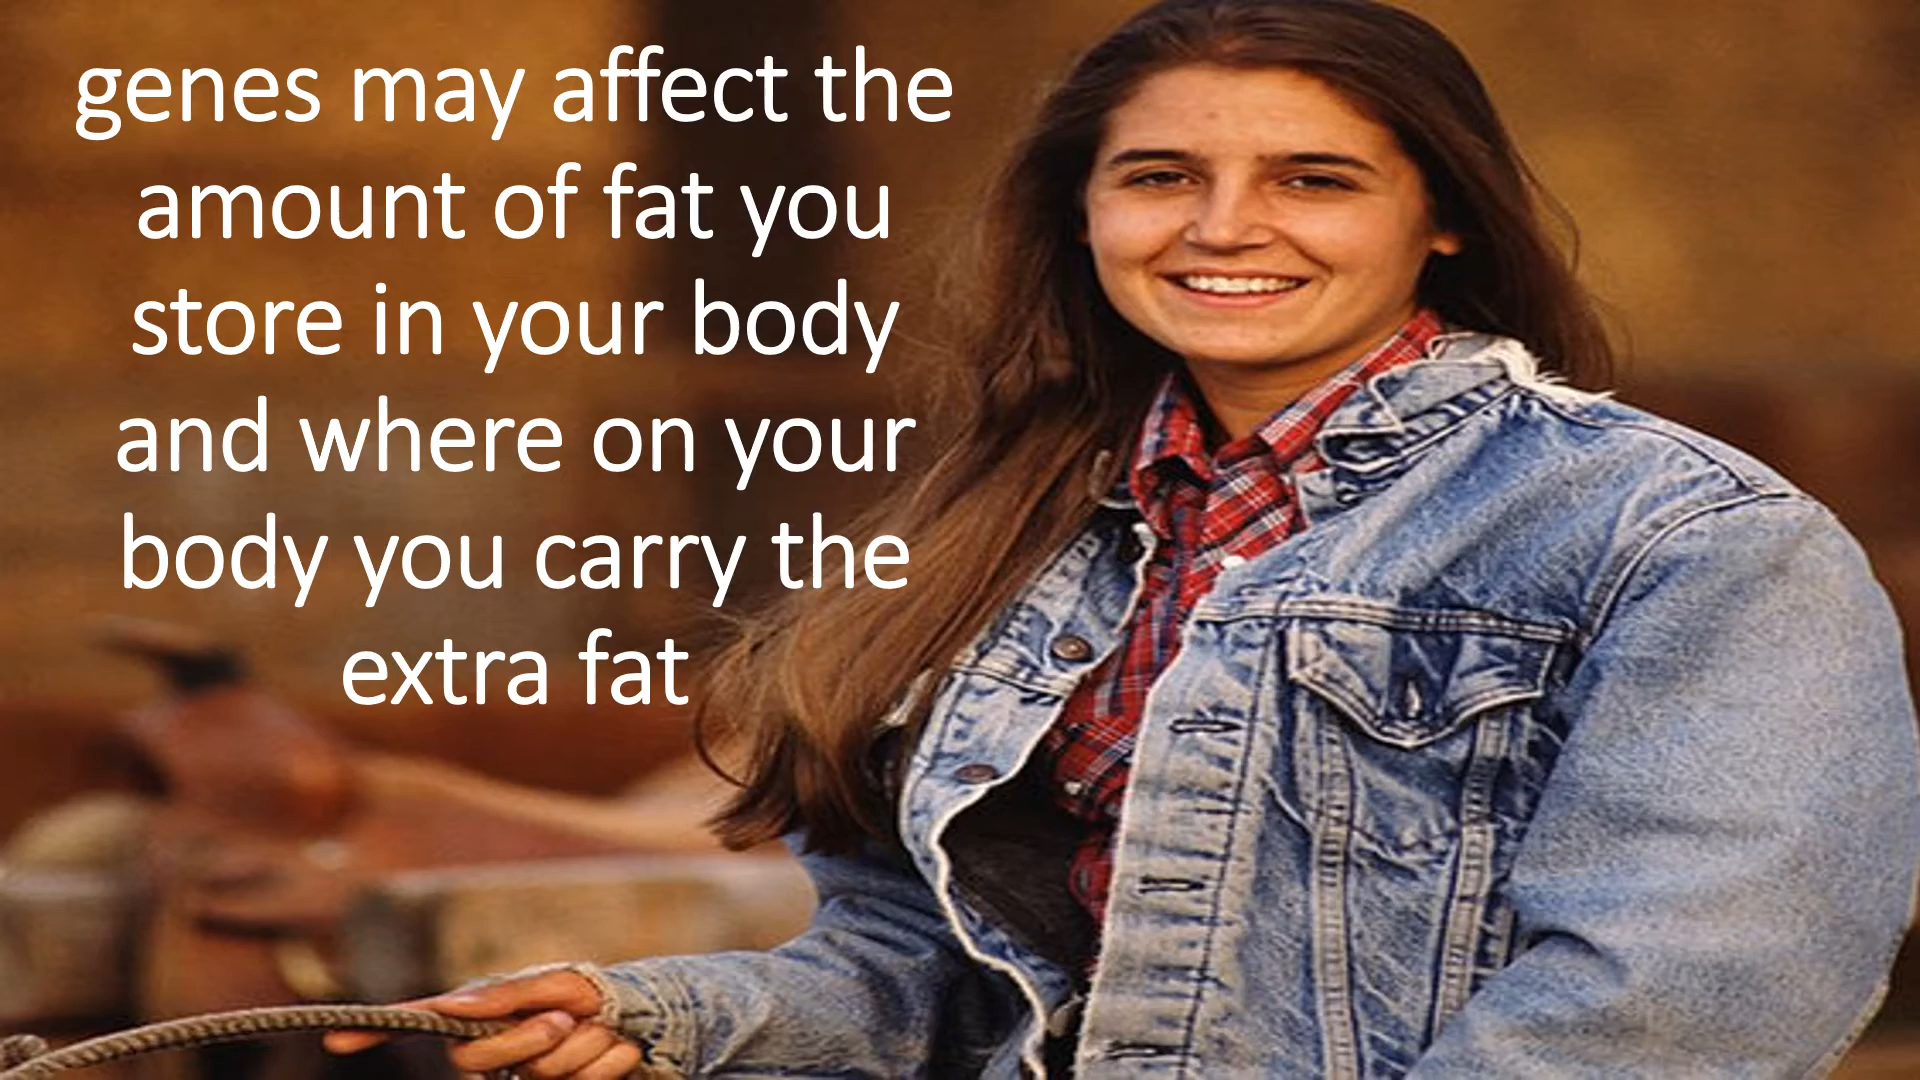 genes may affect the
amount of fat you
store in your body
and where on your
body you carry the
extra fat